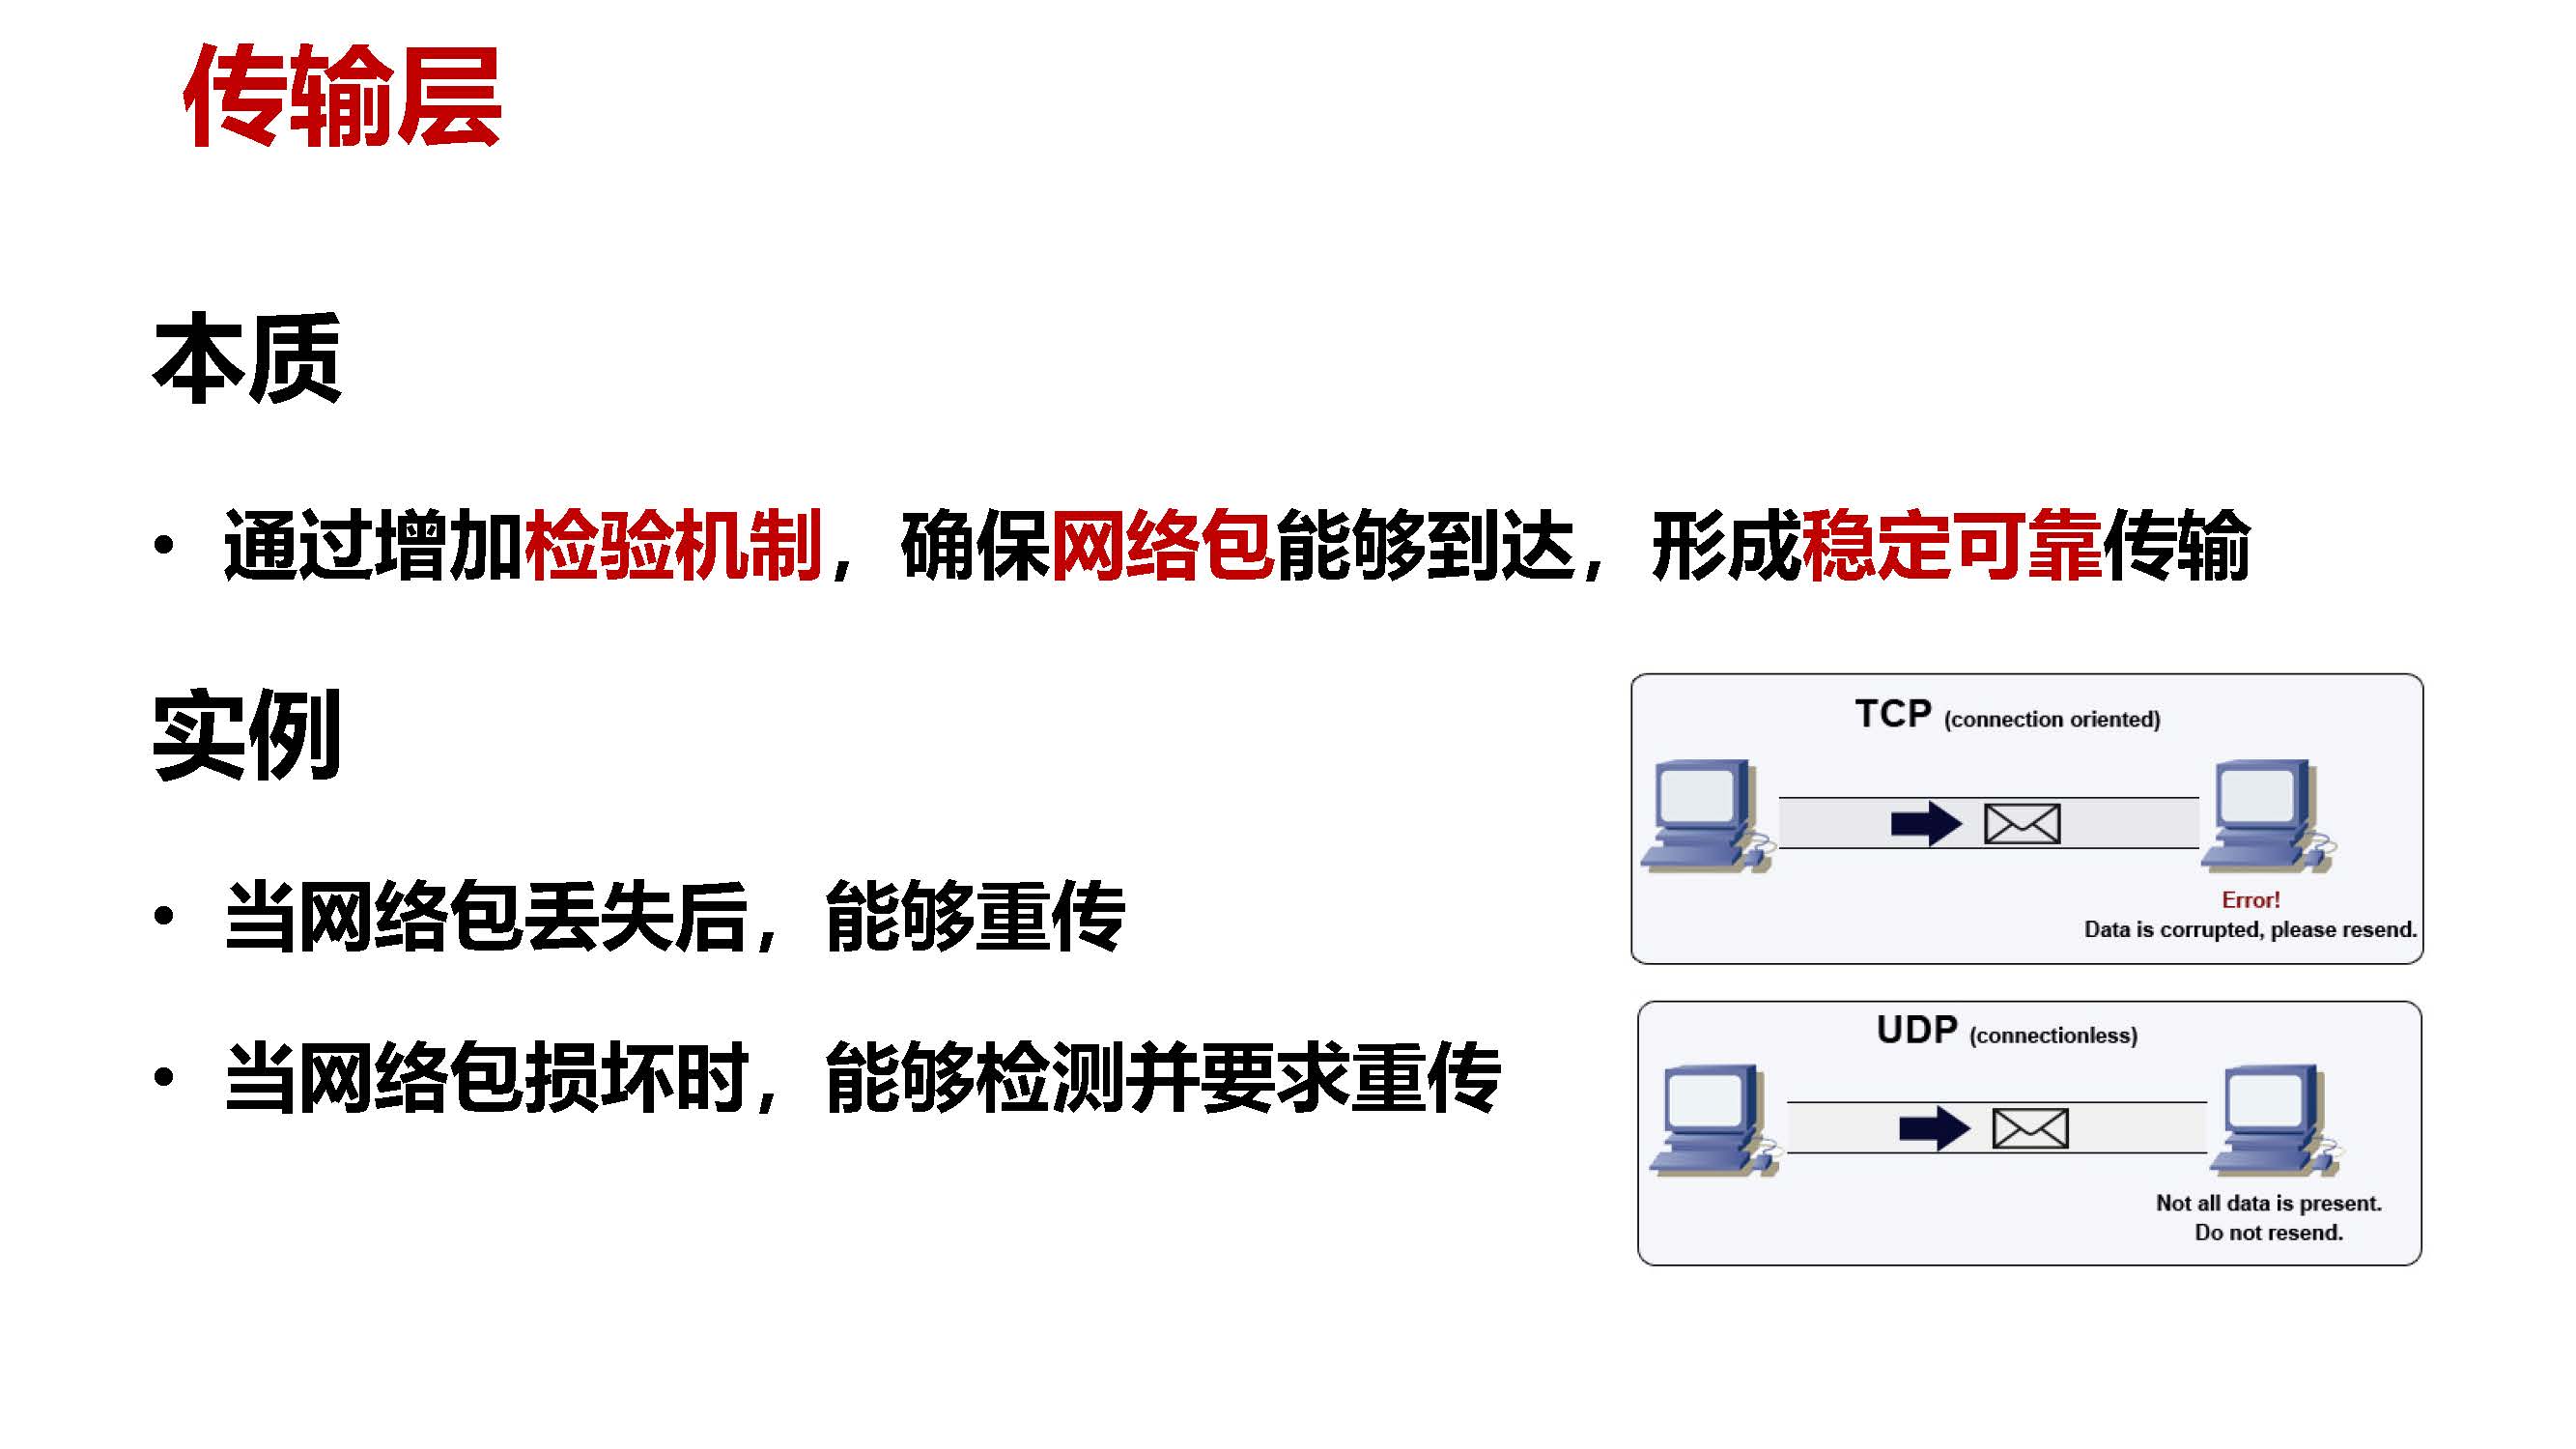 传输层
本质
• 通过增加检验机制，确保网络包能够到达，形成稳定可靠传输
实例
• 当网络包丢失后，能够重传
• 当网络包损坏时，能够检测并要求重传
TCP (connection oriented)
Error!
Data is corrupted, please resend.
UDP (connectionless)
Not all data is present.
Do not resend.